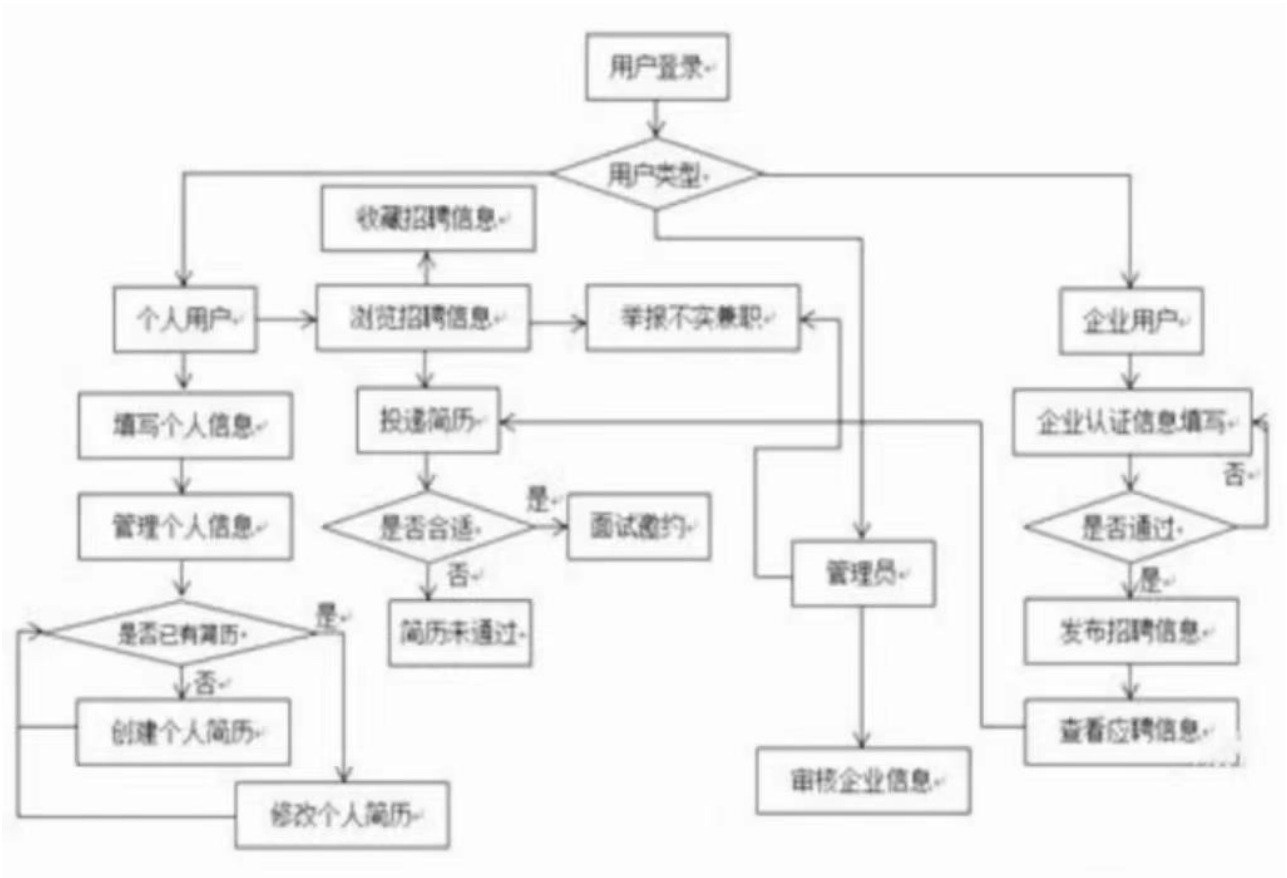 用户登录
用户类型
收藏招聘信息
个人用户
浏览招聘信息
举报不实兼职
企业用户
填写个人信息
投递简历
企业认证信息填写
否
管理个人信息
是否合适
是
面试邀约
是否通过
否
管理员
是
是否已有简历
是
简历未通过
发布招聘信息
否
创建个人简历
查看应聘信息
审核企业信息
修改个人简历